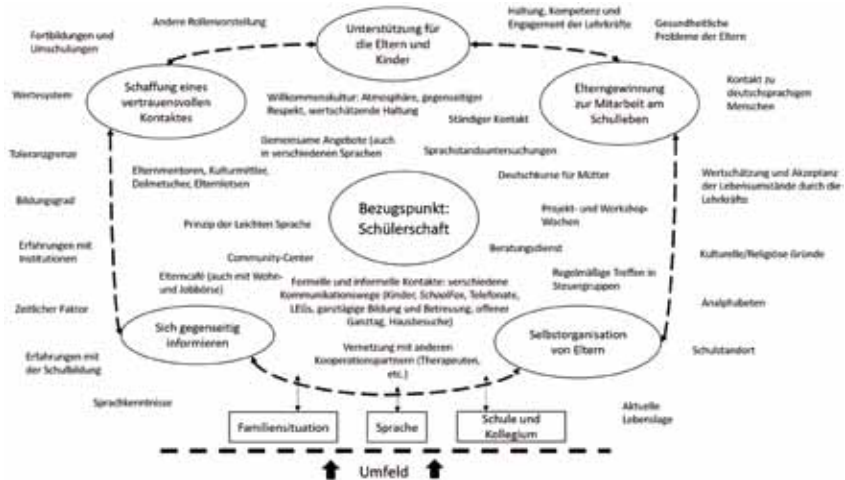 Andere Rollenvorstellung
Unterstützung für
die Eltern und
Kinder
Haltung, Kompetenz und
Engagement der Lehrkräfte
Gesundheitliche
Probleme der Eltern
Fortbildungen und
Umschulungen
Wertesystem
Schaffung eines
vertrauensvollen
Kontaktes
Willkommenskultur: Atmosphäre, gegenseitiger
Respekt, wertschätzende Haltung
Ständiger Kontakt
Elterngewinnung
zur Mitarbeit am
Schulleben
Kontakt zu
deutschsprachigen
Menschen
Toleranzgrenze
Gemeinsame Angebote (auch
in verschiedenen Sprachen
Sprachstandsuntersuchungen
Elternmentoren, Kulturmittler,
Dolmetscher, Elternlotsen
Deutschkurse für Mütter
Wertschätzung und Akzeptanz
der Lebensumstände durch die
Lehrkräfte
Bildungsgrad
Prinzip der Leichten Sprache
Bezugspunkt:
Schülerschaft
Projekt- und Workshop-
Wochen
Erfahrungen mit
Institutionen
Community-Center
Beratungsdienst
Kulturelle/Religiöse Gründe
Elterncafé (auch mit Wohn-
und Jobbörse)
Formelle und informelle Kontakte: verschiedene
Kommunikationswege (Kinder, SchoolFox, Telefonate,
LEGs, ganztägige Bildung und Betreuung, offener
Ganztag, Hausbesuche)
Regelmäßige Treffen in
Steuergruppen
Analphabeten
Zeitlicher Faktor
Sich gegenseitig
informieren
Selbstorganisation
von Eltern
Vernetzung mit anderen
Kooperationspartnern (Therapeuten,
etc.)
Schulstandort
Erfahrungen mit
der Schulbildung
Sprachkenntnisse
Familiensituation
Sprache
Schule und
Kollegium
Aktuelle
Lebenslage
Umfeld